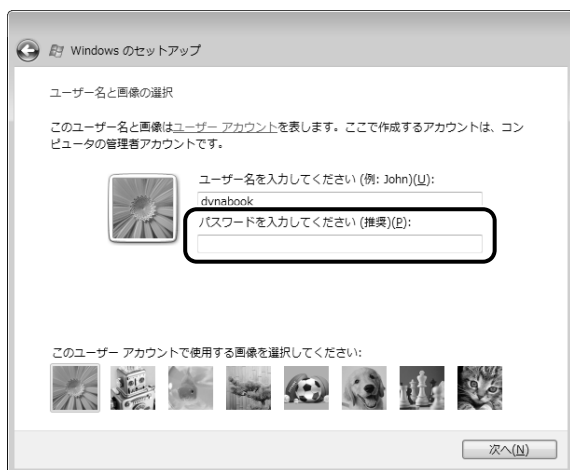 Windows のセットアップ
ユーザー名と画像の選択
このユーザー名と画像はユーザー アカウントを表します。ここで作成するアカウントは、コン
ピュータの管理者アカウントです。
ユーザー名を入力してください (例: John)(U):
dynabook
パスワードを入力してください (推奨)(P):
このユーザー アカウントで使用する画像を選択してください:
次へ(N)